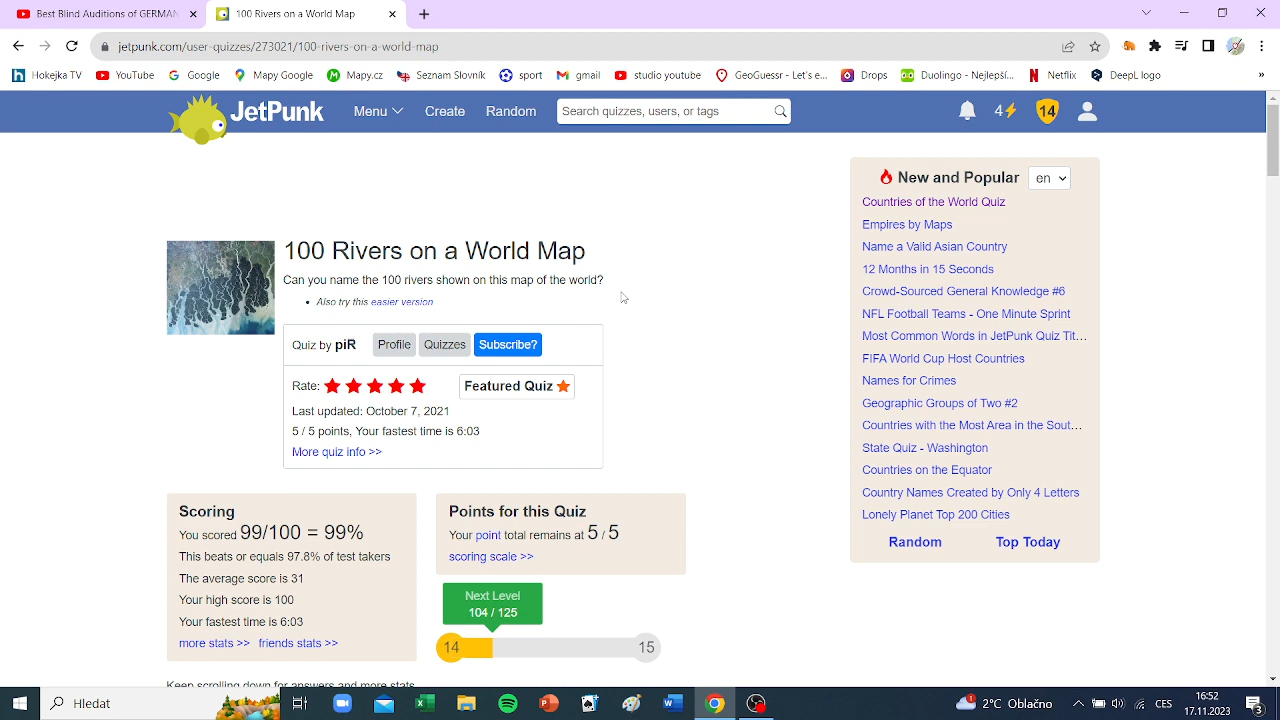 Best Blind Auditions of GERMAN
100 Rivers on a World Map
jetpunk.com/user-quizzes/273021/100-rivers-on-a-world-map
Hokejka TV YouTube Google Mapy Google Mapy.cz Seznam Slovník sport gmail studio youtube GeoGuessr - Let's e... Drops Duolingo - Nejlepší... Netflix DeepL logo »
JetPunk Menu Create Random Search quizzes, users, or tags 4 14
New and Popular en
Countries of the World Quiz
Empires by Maps
Name a Valid Asian Country
12 Months in 15 Seconds
Crowd-Sourced General Knowledge #6
NFL Football Teams - One Minute Sprint
Most Common Words in JetPunk Quiz Tit...
FIFA World Cup Host Countries
Names for Crimes
Geographic Groups of Two #2
Countries with the Most Area in the Sout...
State Quiz - Washington
Countries on the Equator
Country Names Created by Only 4 Letters
Lonely Planet Top 200 Cities
Random Top Today
100 Rivers on a World Map
Can you name the 100 rivers shown on this map of the world?
• Also try this easier version
Quiz by piR Profile Quizzes Subscribe?
Rate: Featured Quiz
Last updated: October 7, 2021
5 / 5 points, Your fastest time is 6:03
More quiz info >>
Scoring
You scored 99/100 = 99%
This beats or equals 97.8% of test takers
The average score is 31
Your high score is 100
Your fastest time is 6:03
more stats >> friends stats >>
Points for this Quiz
Your point total remains at 5 / 5
scoring scale >>
Next Level
104 / 125
14 15
Keep scrolling down for answers and more stats
Hledat
1
2°C Oblačno
CES
16:52
17.11.2023
3